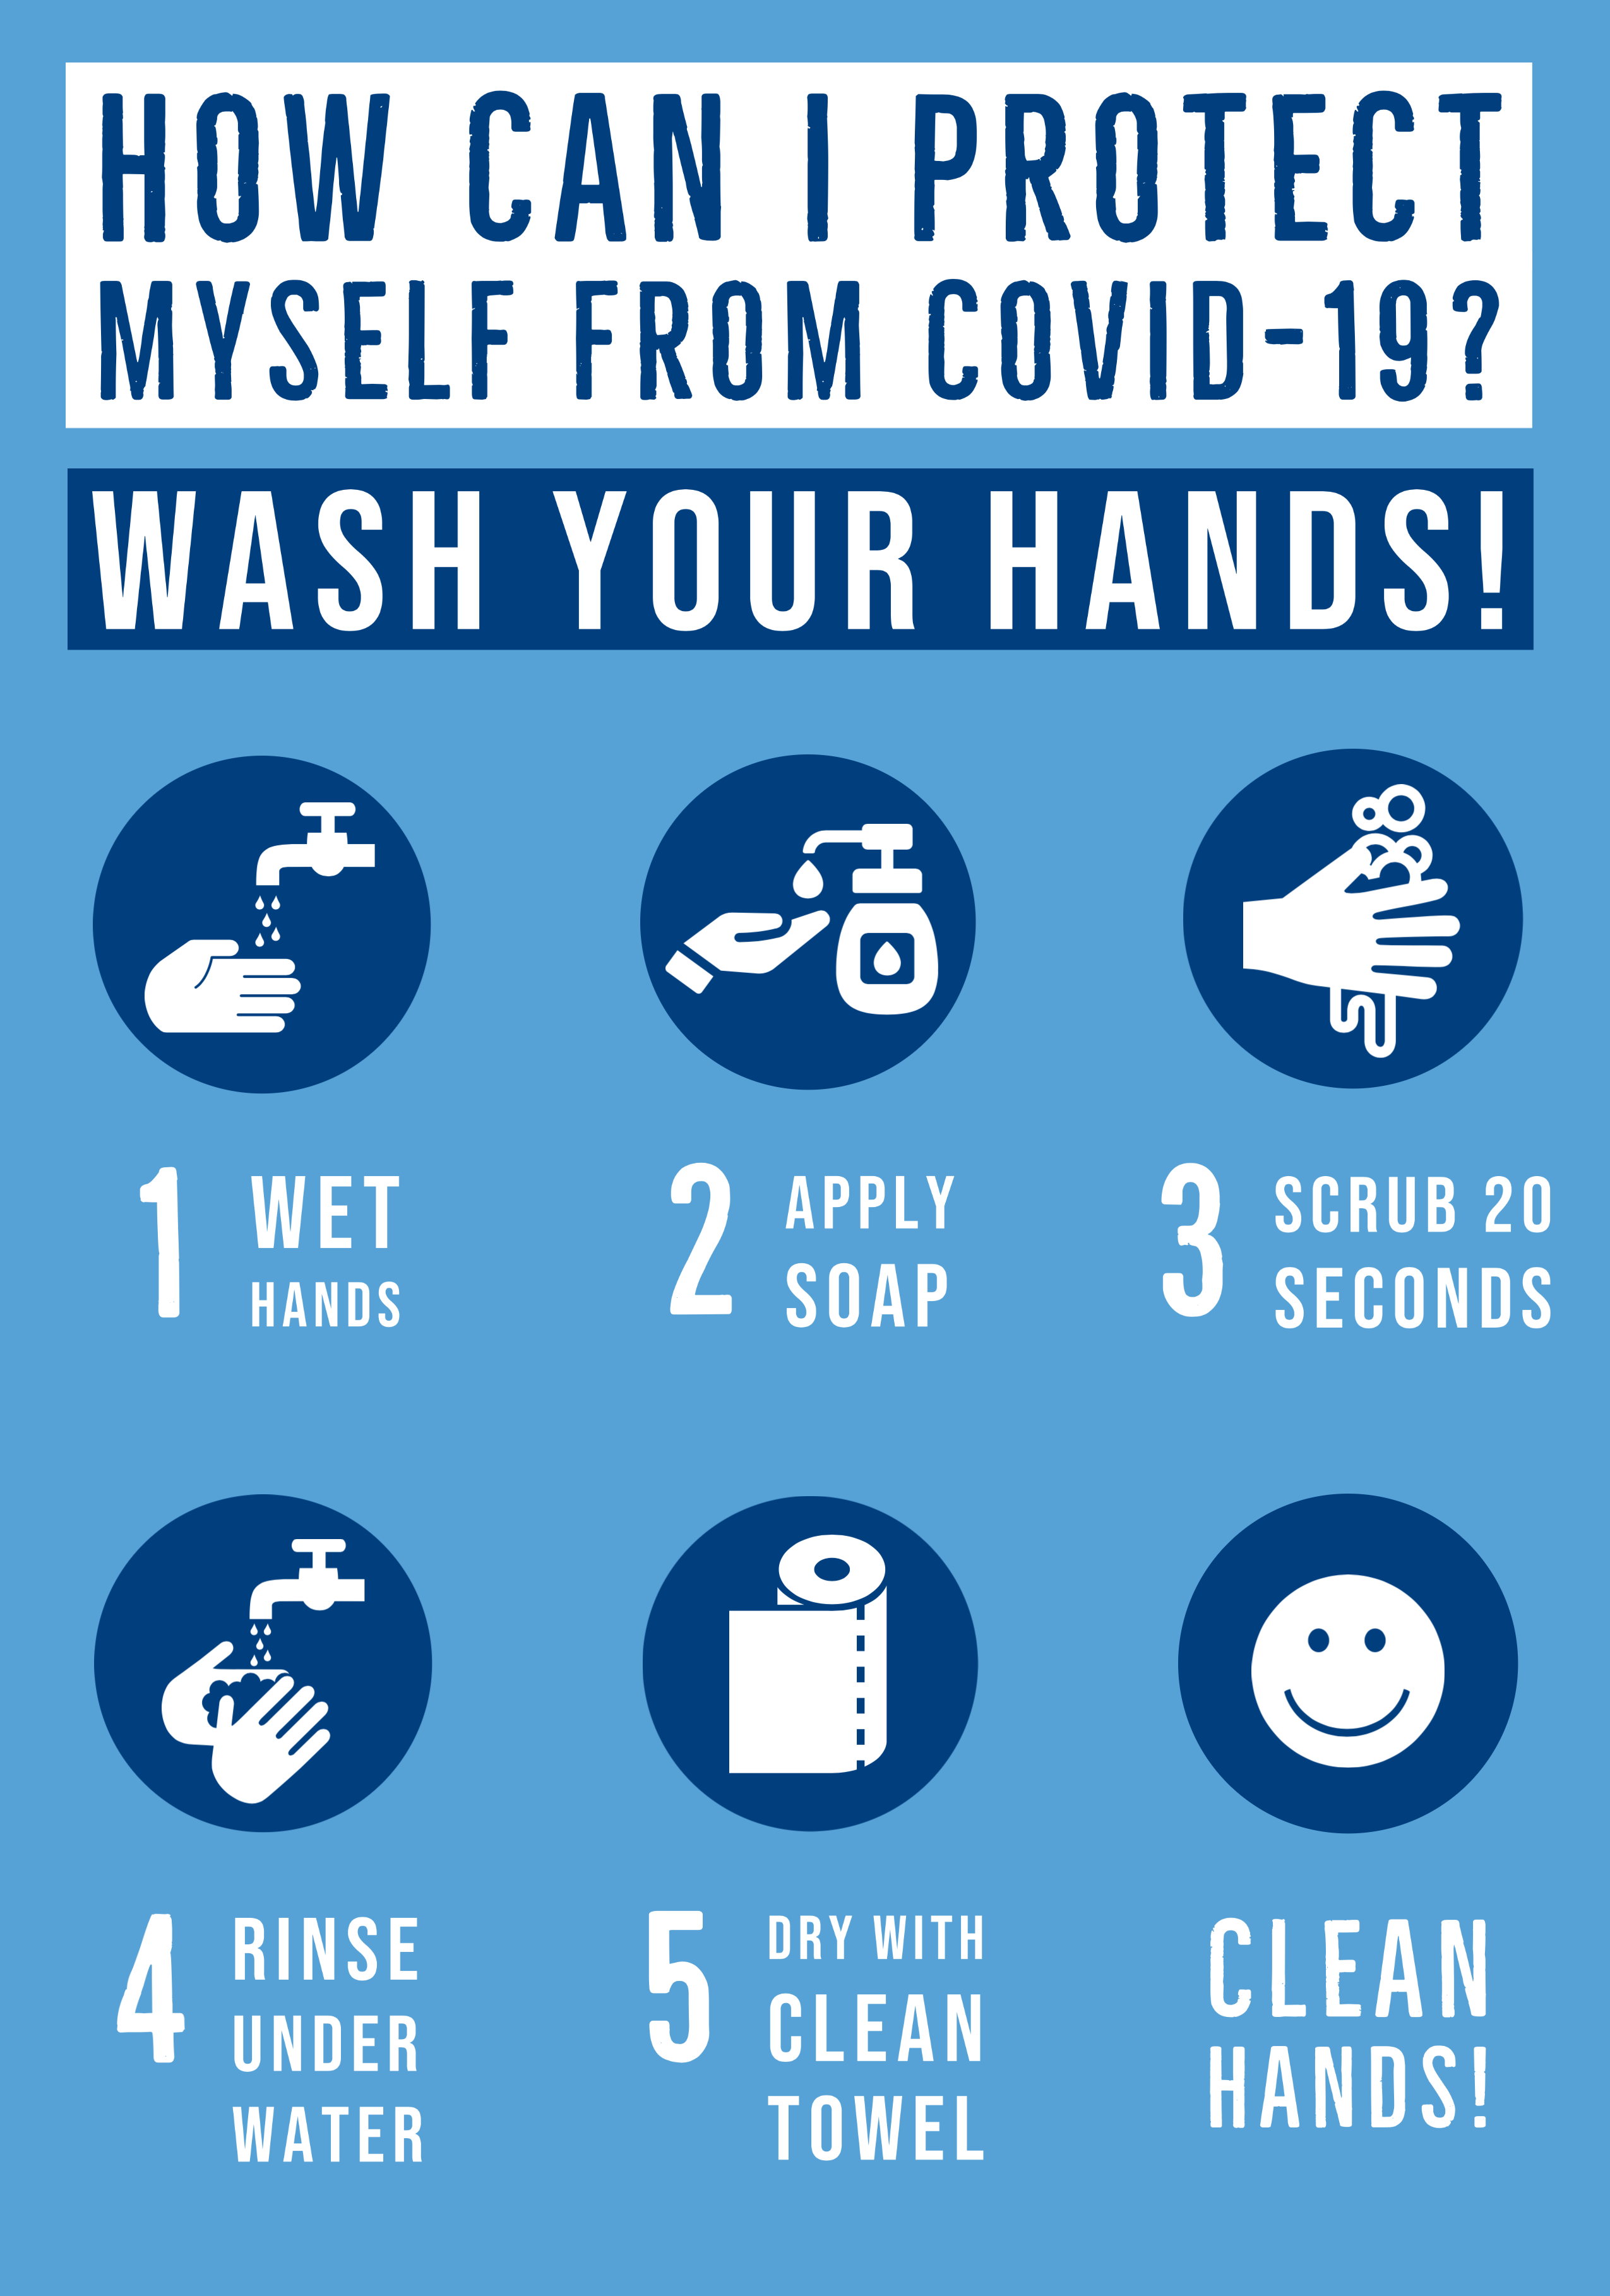 HOW CAN I PROTECT
MYSELF FROM COVID-19?
WASH YOUR HANDS!
1 WET
HANDS
2 APPLY
SOAP
3 SCRUB 20
SECONDS
4 RINSE
UNDER
WATER
5 DRY WITH
CLEAN
TOWEL
CLEAN
HANDS!